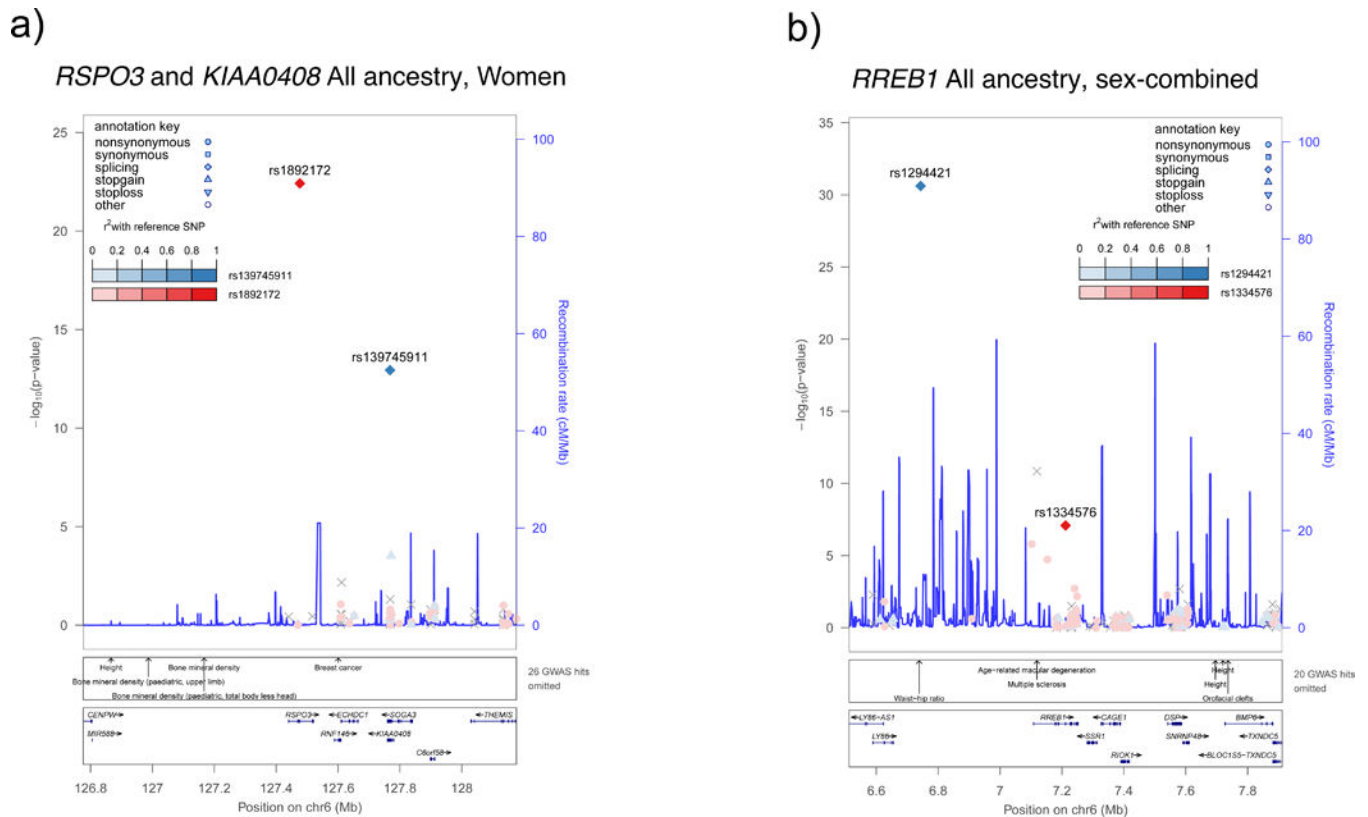 a)
RSPO3 and KIAA0408 All ancestry, Women
annotation key
nonsynonymous
synonymous
splicing
stopgain
stoploss
other
r² with reference SNP
0 0.2 0.4 0.6 0.8 1
rs139745911
rs1892172
rs1892172
rs139745911
25
20
15
10
5
0
−log10(p-value)
100
80
60
40
20
0
Recombination rate (cM/Mb)
Height
Bone mineral density
Breast cancer
Bone mineral density (paediatric, upper limb)
Bone mineral density (paediatric, total body less head)
26 GWAS hits
omitted
CENPW→
RSPO3→
←ECHDC1
←SOGA3
←THEMIS
MIR588→
RNF146→
←KIAA0408
C6orf58→
126.8 127 127.2 127.4 127.6 127.8 128
Position on chr6 (Mb)
b)
RREB1 All ancestry, sex-combined
annotation key
nonsynonymous
synonymous
splicing
stopgain
stoploss
other
r² with reference SNP
0 0.2 0.4 0.6 0.8 1
rs1294421
rs1334576
rs1294421
rs1334576
35
30
25
20
15
10
5
0
−log10(p-value)
100
80
60
40
20
0
Recombination rate (cM/Mb)
Age-related macular degeneration
Height
Multiple sclerosis
Height
Waist-hip ratio
Orofacial clefts
20 GWAS hits
omitted
←LY86-AS1
RREB1→
←CAGE1
DSP→
BMP6→
LY86→
←SSR1
SNRNP48→
←TXNDC5
RIOK1→
←BLOC1S5-TXNDC5
6.6 6.8 7 7.2 7.4 7.6 7.8
Position on chr6 (Mb)